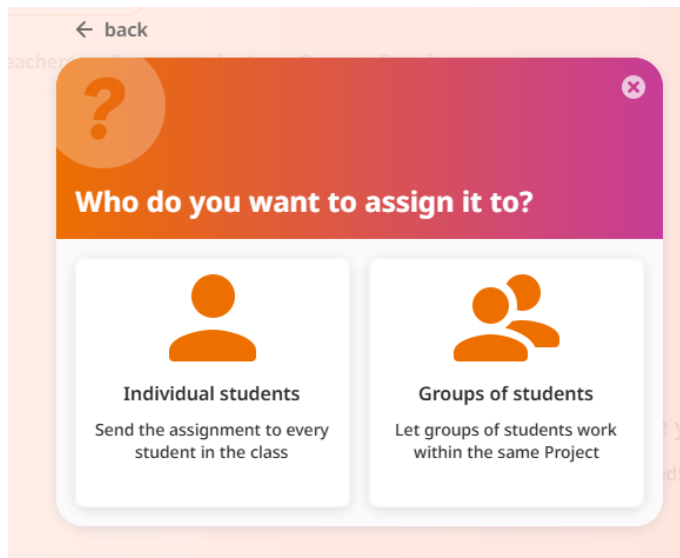 back
?
Who do you want to assign it to?
Individual students
Send the assignment to every
student in the class
Groups of students
Let groups of students work
within the same Project